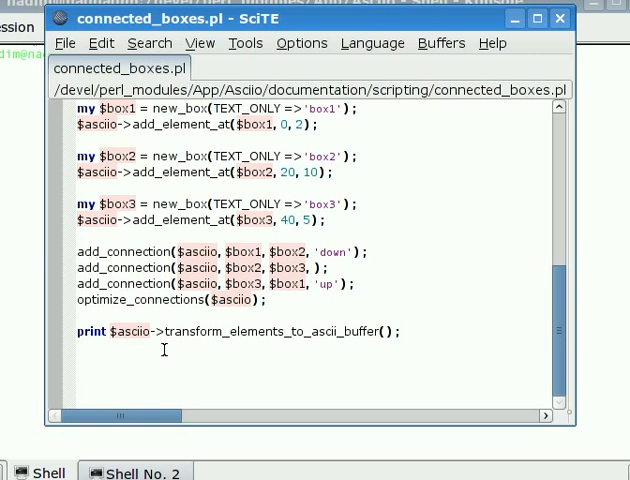 connected_boxes.pl - SciTE
ession
File Edit Search View Tools Options Language Buffers Help
connected_boxes.pl
/devel/perl_modules/App/Asciio/documentation/scripting/connected_boxes.pl
my $box1 = new_box(TEXT_ONLY =>'box1');
$asciio->add_element_at($box1, 0, 2);
my $box2 = new_box(TEXT_ONLY =>'box2');
$asciio->add_element_at($box2, 20, 10);
my $box3 = new_box(TEXT_ONLY =>'box3');
$asciio->add_element_at($box3, 40, 5);
add_connection($asciio, $box1, $box2, 'down');
add_connection($asciio, $box2, $box3, );
add_connection($asciio, $box3, $box1, 'up');
optimize_connections($asciio);
print $asciio->transform_elements_to_ascii_buffer();
Shell Shell No. 2